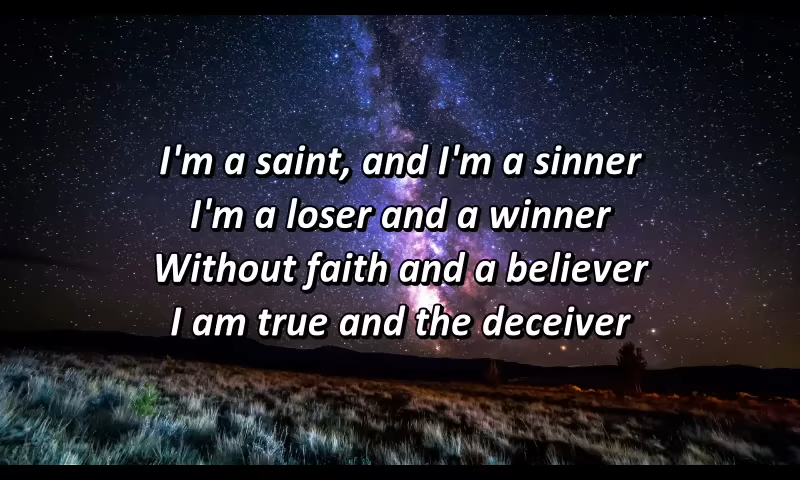 I'm a saint, and I'm a sinner
I'm a loser and a winner
Without faith and a believer
I am true and the deceiver